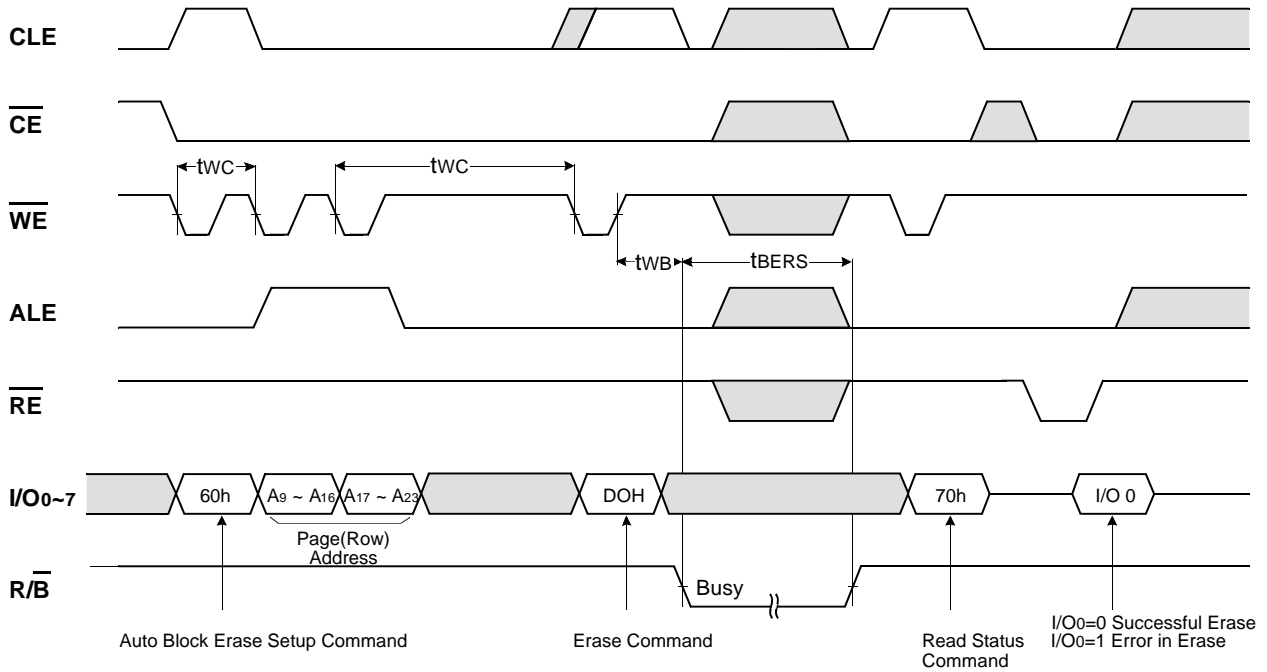 CLE
CE
tWC
tWC
WE
tWB
tBERS
ALE
RE
I/O0~7
60h
A9 ~ A16
A17 ~ A23
DOH
70h
I/O 0
Page(Row)
Address
R/B
Busy
Auto Block Erase Setup Command
Erase Command
Read Status
Command
I/O0=0 Successful Erase
I/O0=1 Error in Erase